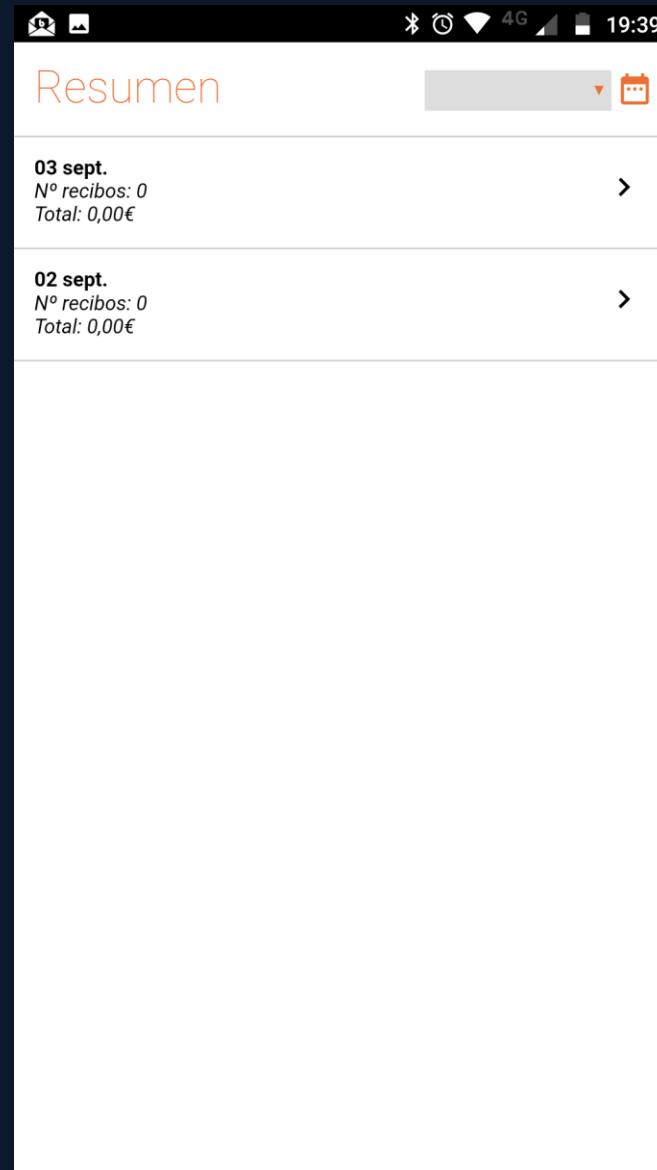 4G 19:39
Resumen
03 sept.
Nº recibos: 0
Total: 0,00€
02 sept.
Nº recibos: 0
Total: 0,00€